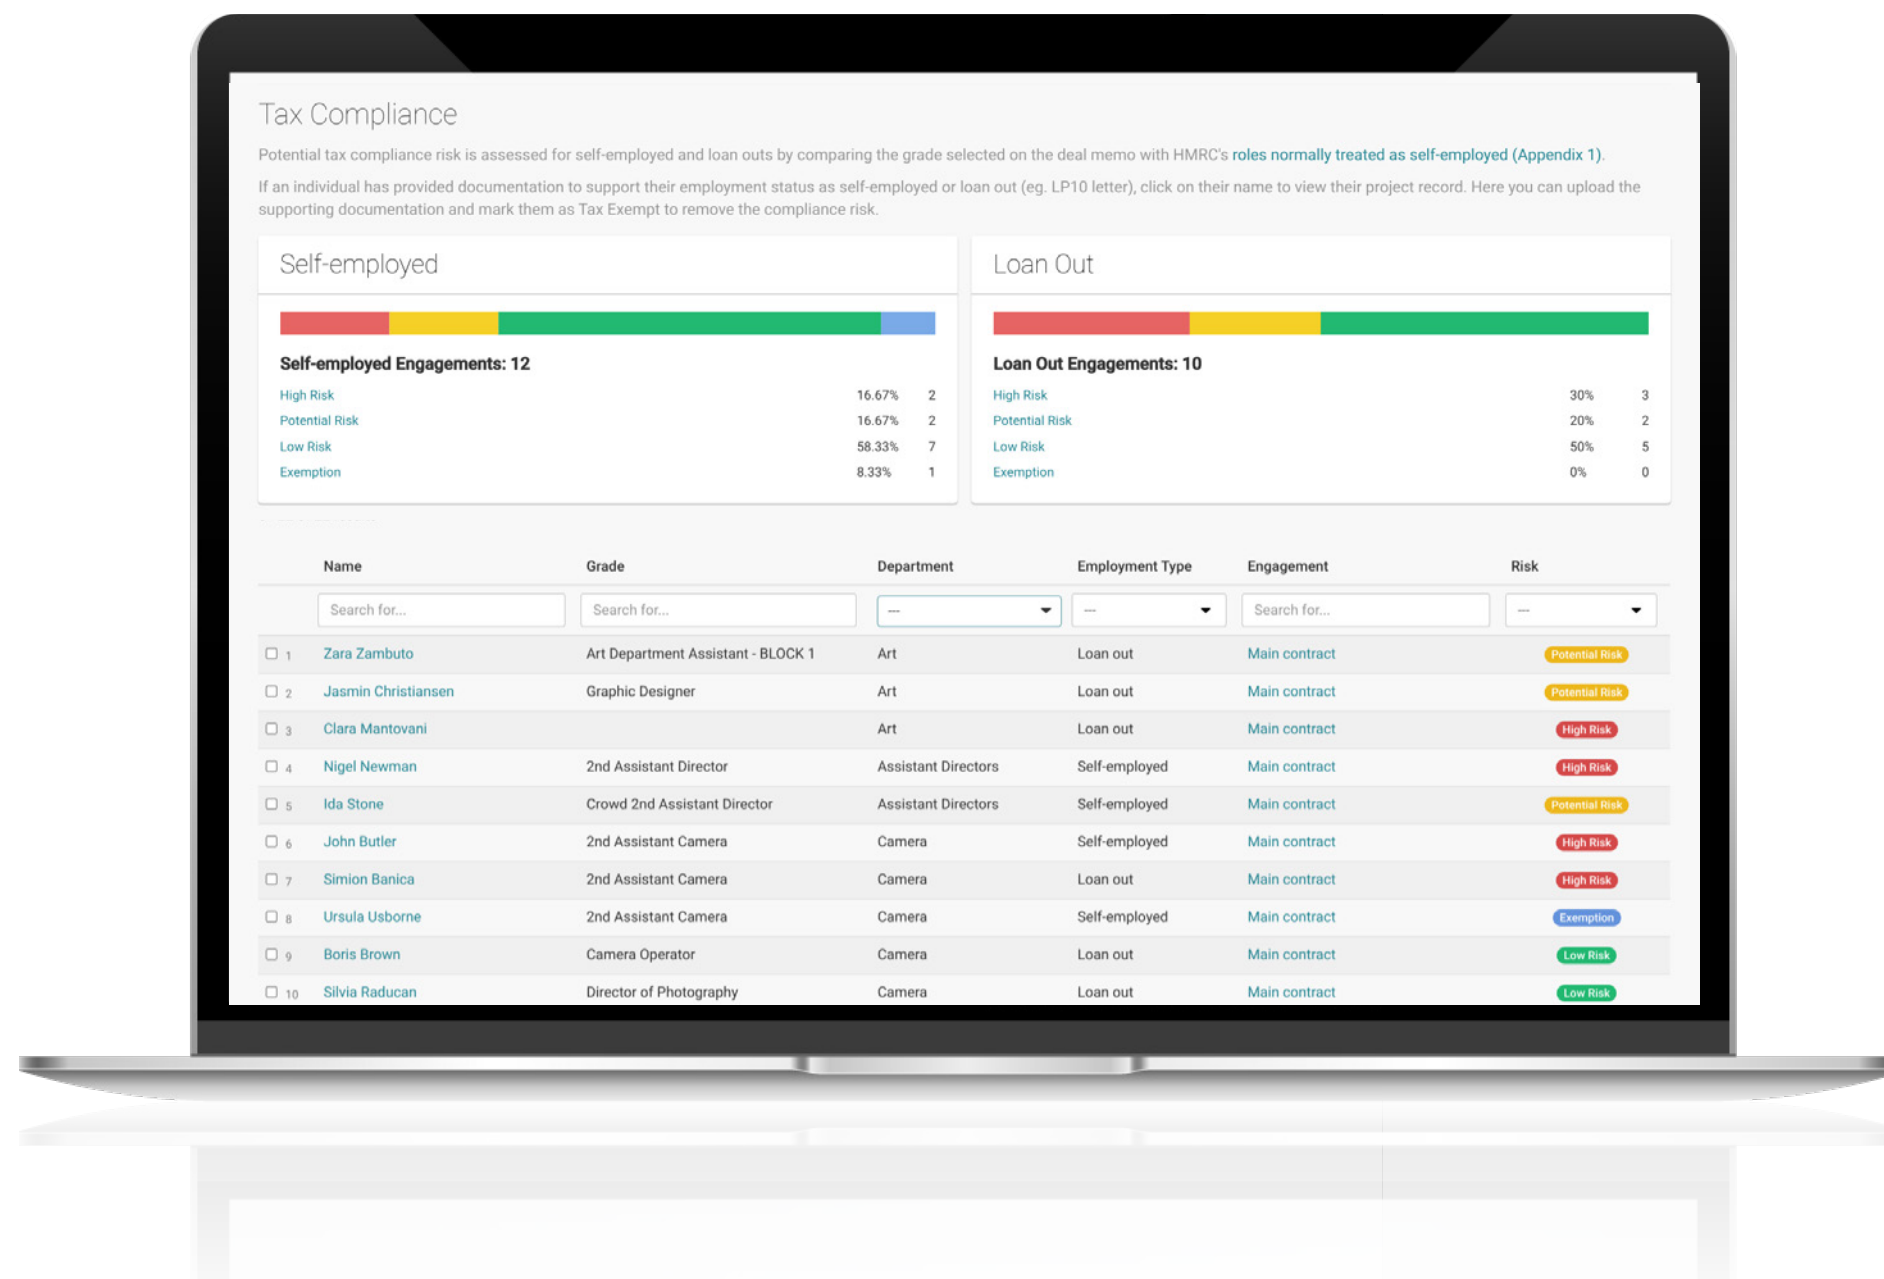 Tax Compliance
Potential tax compliance risk is assessed for self-employed and loan outs by comparing the grade selected on the deal memo with HMRC's roles normally treated as self-employed (Appendix 1).
If an individual has provided documentation to support their employment status as self-employed or loan out (eg. LP10 letter), click on their name to view their project record. Here you can upload the
supporting documentation and mark them as Tax Exempt to remove the compliance risk.
Self-employed
Self-employed Engagements: 12
High Risk 16.67% 2
Potential Risk 16.67% 2
Low Risk 58.33% 7
Exemption 8.33% 1
Loan Out
Loan Out Engagements: 10
High Risk 30% 3
Potential Risk 20% 2
Low Risk 50% 5
Exemption 0% 0
Name Grade Department Employment Type Engagement Risk
Search for... Search for... --- --- Search for... ---
1 Zara Zambuto Art Department Assistant - BLOCK 1 Art Loan out Main contract Potential Risk
2 Jasmin Christiansen Graphic Designer Art Loan out Main contract Potential Risk
3 Clara Mantovani Art Loan out Main contract High Risk
4 Nigel Newman 2nd Assistant Director Assistant Directors Self-employed Main contract High Risk
5 Ida Stone Crowd 2nd Assistant Director Assistant Directors Self-employed Main contract Potential Risk
6 John Butler 2nd Assistant Camera Camera Self-employed Main contract High Risk
7 Simion Banica 2nd Assistant Camera Camera Loan out Main contract High Risk
8 Ursula Usborne 2nd Assistant Camera Camera Self-employed Main contract Exemption
9 Boris Brown Camera Operator Camera Loan out Main contract Low Risk
10 Silvia Raducan Director of Photography Camera Loan out Main contract Low Risk